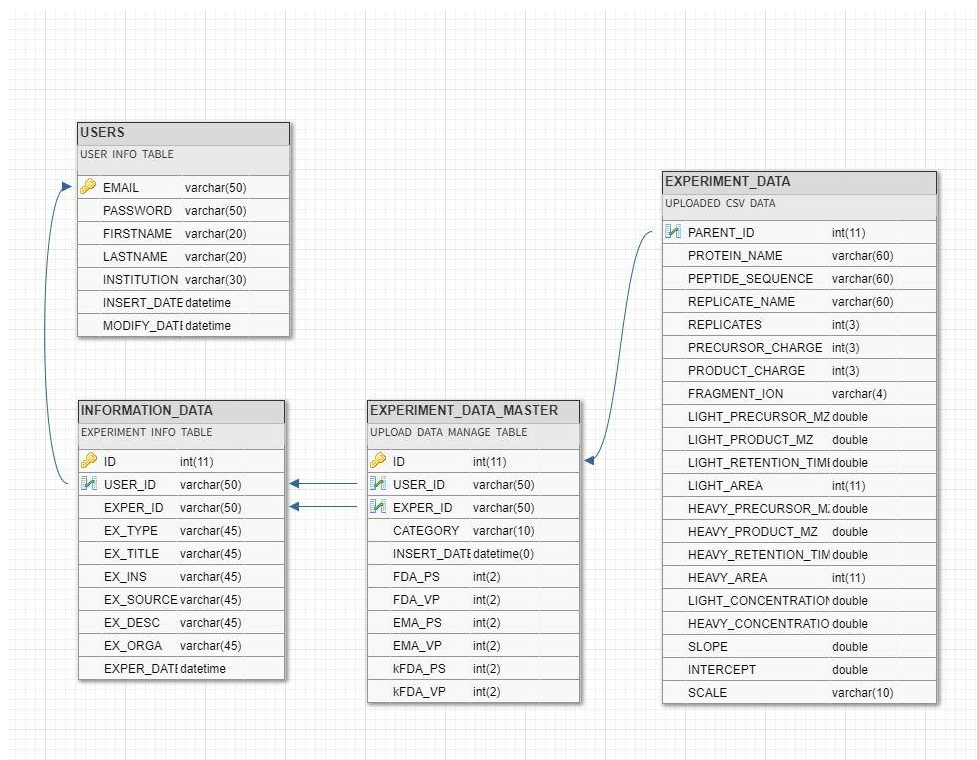 USERS
USER INFO TABLE
EMAIL varchar(50)
PASSWORD varchar(50)
FIRSTNAME varchar(20)
LASTNAME varchar(20)
INSTITUTION varchar(30)
INSERT_DATE datetime
MODIFY_DATE datetime
INFORMATION_DATA
EXPERIMENT INFO TABLE
ID int(11)
USER_ID varchar(50)
EXPER_ID varchar(50)
EX_TYPE varchar(45)
EX_TITLE varchar(45)
EX_INS varchar(45)
EX_SOURCE varchar(45)
EX_DESC varchar(45)
EX_ORGA varchar(45)
EXPER_DATE datetime
EXPERIMENT_DATA_MASTER
UPLOAD DATA MANAGE TABLE
ID int(11)
USER_ID varchar(50)
EXPER_ID varchar(50)
CATEGORY varchar(10)
INSERT_DATE datetime(0)
FDA_PS int(2)
FDA_VP int(2)
EMA_PS int(2)
EMA_VP int(2)
kFDA_PS int(2)
kFDA_VP int(2)
EXPERIMENT_DATA
UPLOADED CSV DATA
PARENT_ID int(11)
PROTEIN_NAME varchar(60)
PEPTIDE_SEQUENCE varchar(60)
REPLICATE_NAME varchar(60)
REPLICATES int(3)
PRECURSOR_CHARGE int(3)
PRODUCT_CHARGE int(3)
FRAGMENT_ION varchar(4)
LIGHT_PRECURSOR_MZ double
LIGHT_PRODUCT_MZ double
LIGHT_RETENTION_TIME double
LIGHT_AREA int(11)
HEAVY_PRECURSOR_MZ double
HEAVY_PRODUCT_MZ double
HEAVY_RETENTION_TIM double
HEAVY_AREA int(11)
LIGHT_CONCENTRATION double
HEAVY_CONCENTRATIO double
SLOPE double
INTERCEPT double
SCALE varchar(10)